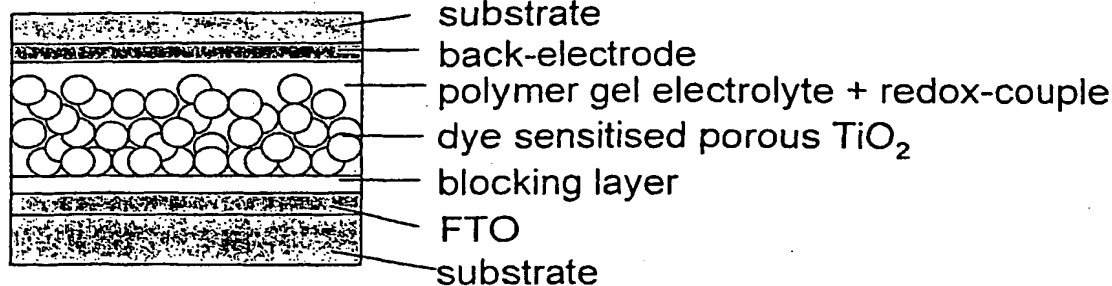 substrate
back-electrode
polymer gel electrolyte + redox-couple
dye sensitised porous TiO₂
blocking layer
FTO
substrate